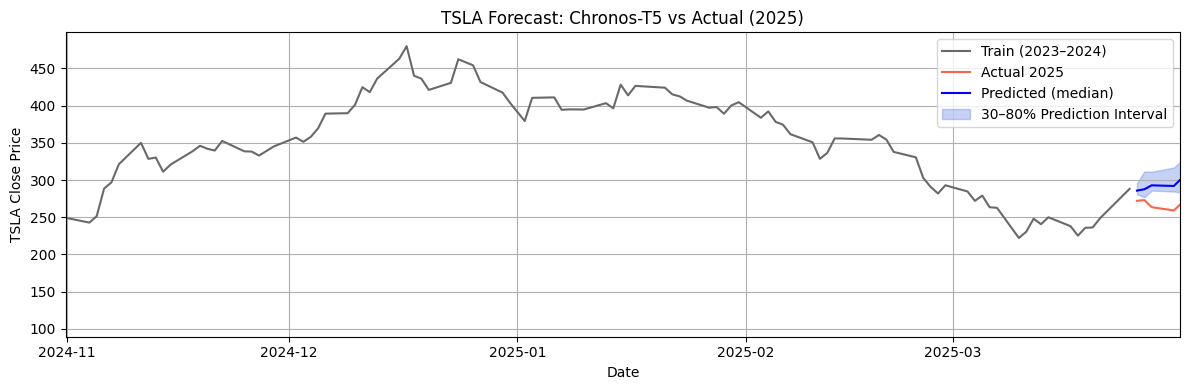 TSLA Forecast: Chronos-T5 vs Actual (2025)
Train (2023–2024)
Actual 2025
Predicted (median)
30–80% Prediction Interval
TSLA Close Price
450
400
350
300
250
200
150
100
2024-11
2024-12
2025-01
2025-02
2025-03
Date